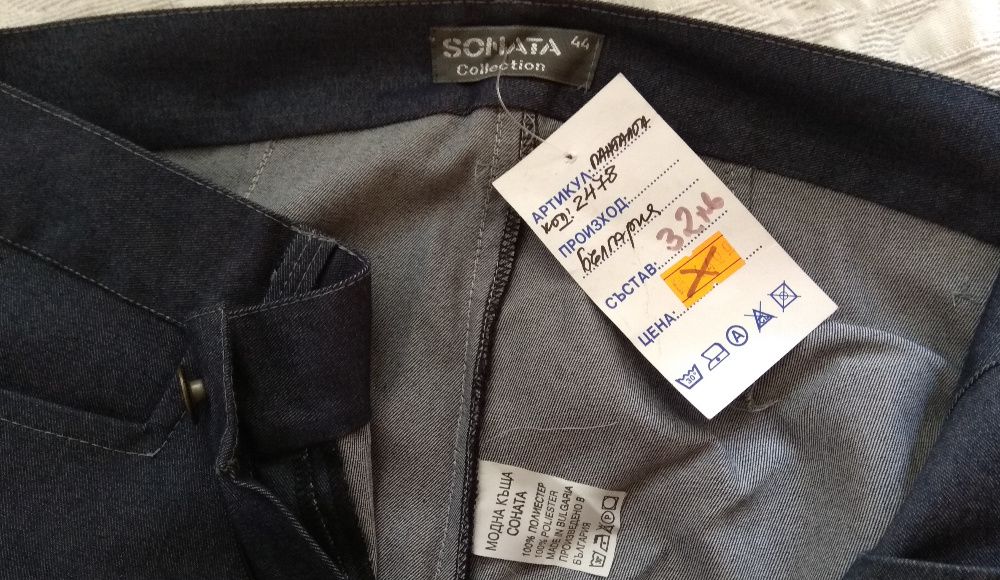 SONATA 44
Collection
АРТИКУЛ: ПАНТАЛОН
КОД: 2478
ПРОИЗХОД:
България
СЪСТАВ: 32 лв
ЦЕНА: X
30
A
МОДНА КЪЩА
СОНАТА
100% ПОЛИЕСТЕР
100% POLIESTER
MADE IN BULGARIA
ПРОИЗВЕДЕНО В
БЪЛГАРИЯ